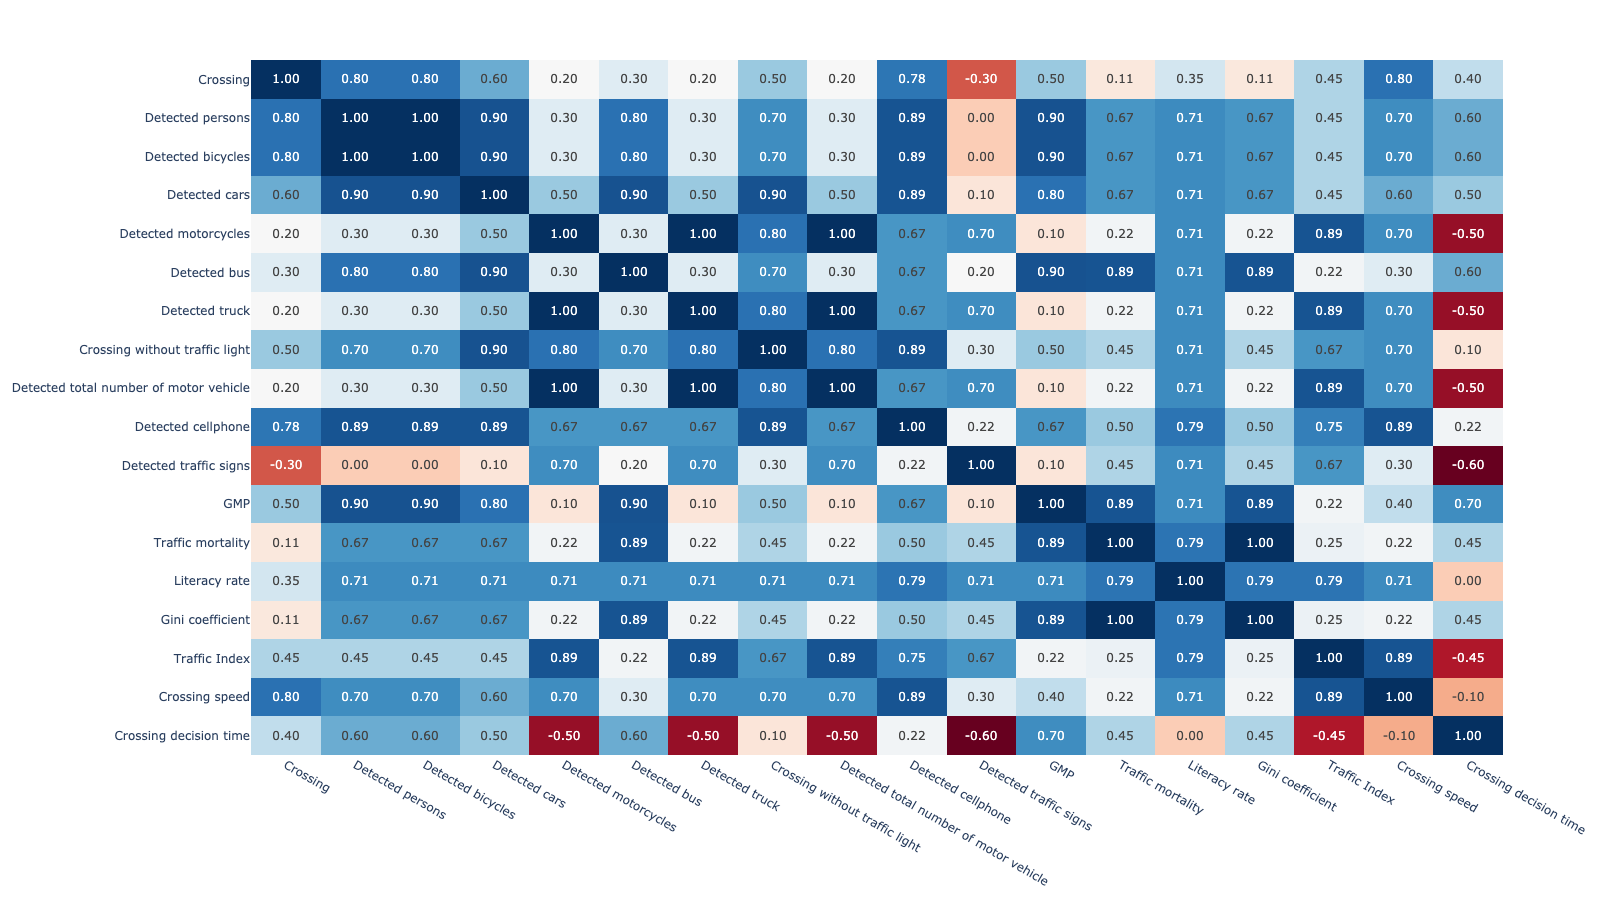 Crossing 1.00 0.80 0.80 0.60 0.20 0.30 0.20 0.50 0.20 0.78 -0.30 0.50 0.11 0.35 0.11 0.45 0.80 0.40
Detected persons 0.80 1.00 1.00 0.90 0.30 0.80 0.30 0.70 0.30 0.89 0.00 0.90 0.67 0.71 0.67 0.45 0.70 0.60
Detected bicycles 0.80 1.00 1.00 0.90 0.30 0.80 0.30 0.70 0.30 0.89 0.00 0.90 0.67 0.71 0.67 0.45 0.70 0.60
Detected cars 0.60 0.90 0.90 1.00 0.50 0.90 0.50 0.90 0.50 0.89 0.10 0.80 0.67 0.71 0.67 0.45 0.60 0.50
Detected motorcycles 0.20 0.30 0.30 0.50 1.00 0.30 1.00 0.80 1.00 0.67 0.70 0.10 0.22 0.71 0.22 0.89 0.70 -0.50
Detected bus 0.30 0.80 0.80 0.90 0.30 1.00 0.30 0.70 0.30 0.67 0.20 0.90 0.89 0.71 0.89 0.22 0.30 0.60
Detected truck 0.20 0.30 0.30 0.50 1.00 0.30 1.00 0.80 1.00 0.67 0.70 0.10 0.22 0.71 0.22 0.89 0.70 -0.50
Crossing without traffic light 0.50 0.70 0.70 0.90 0.80 0.70 0.80 1.00 0.80 0.89 0.30 0.50 0.45 0.71 0.45 0.67 0.70 0.10
Detected total number of motor vehicle 0.20 0.30 0.30 0.50 1.00 0.30 1.00 0.80 1.00 0.67 0.70 0.10 0.22 0.71 0.22 0.89 0.70 -0.50
Detected cellphone 0.78 0.89 0.89 0.89 0.67 0.67 0.67 0.89 0.67 1.00 0.22 0.67 0.50 0.79 0.50 0.75 0.89 0.22
Detected traffic signs -0.30 0.00 0.00 0.10 0.70 0.20 0.70 0.30 0.70 0.22 1.00 0.10 0.45 0.71 0.45 0.67 0.30 -0.60
GMP 0.50 0.90 0.90 0.80 0.10 0.90 0.10 0.50 0.10 0.67 0.10 1.00 0.89 0.71 0.89 0.22 0.40 0.70
Traffic mortality 0.11 0.67 0.67 0.67 0.22 0.89 0.22 0.45 0.22 0.50 0.45 0.89 1.00 0.79 1.00 0.25 0.22 0.45
Literacy rate 0.35 0.71 0.71 0.71 0.71 0.71 0.71 0.71 0.71 0.79 0.71 0.71 0.79 1.00 0.79 0.79 0.71 0.00
Gini coefficient 0.11 0.67 0.67 0.67 0.22 0.89 0.22 0.45 0.22 0.50 0.45 0.89 1.00 0.79 1.00 0.25 0.22 0.45
Traffic Index 0.45 0.45 0.45 0.45 0.89 0.22 0.89 0.67 0.89 0.75 0.67 0.22 0.25 0.79 0.25 1.00 0.89 -0.45
Crossing speed 0.80 0.70 0.70 0.60 0.70 0.30 0.70 0.70 0.70 0.89 0.30 0.40 0.22 0.71 0.22 0.89 1.00 -0.10
Crossing decision time 0.40 0.60 0.60 0.50 -0.50 0.60 -0.50 0.10 -0.50 0.22 -0.60 0.70 0.45 0.00 0.45 -0.45 -0.10 1.00
Crossing
Detected persons
Detected bicycles
Detected cars
Detected motorcycles
Detected bus
Detected truck
Crossing without traffic light
Detected total number of motor vehicle
Detected cellphone
Detected traffic signs
GMP
Traffic mortality
Literacy rate
Gini coefficient
Traffic Index
Crossing speed
Crossing decision time